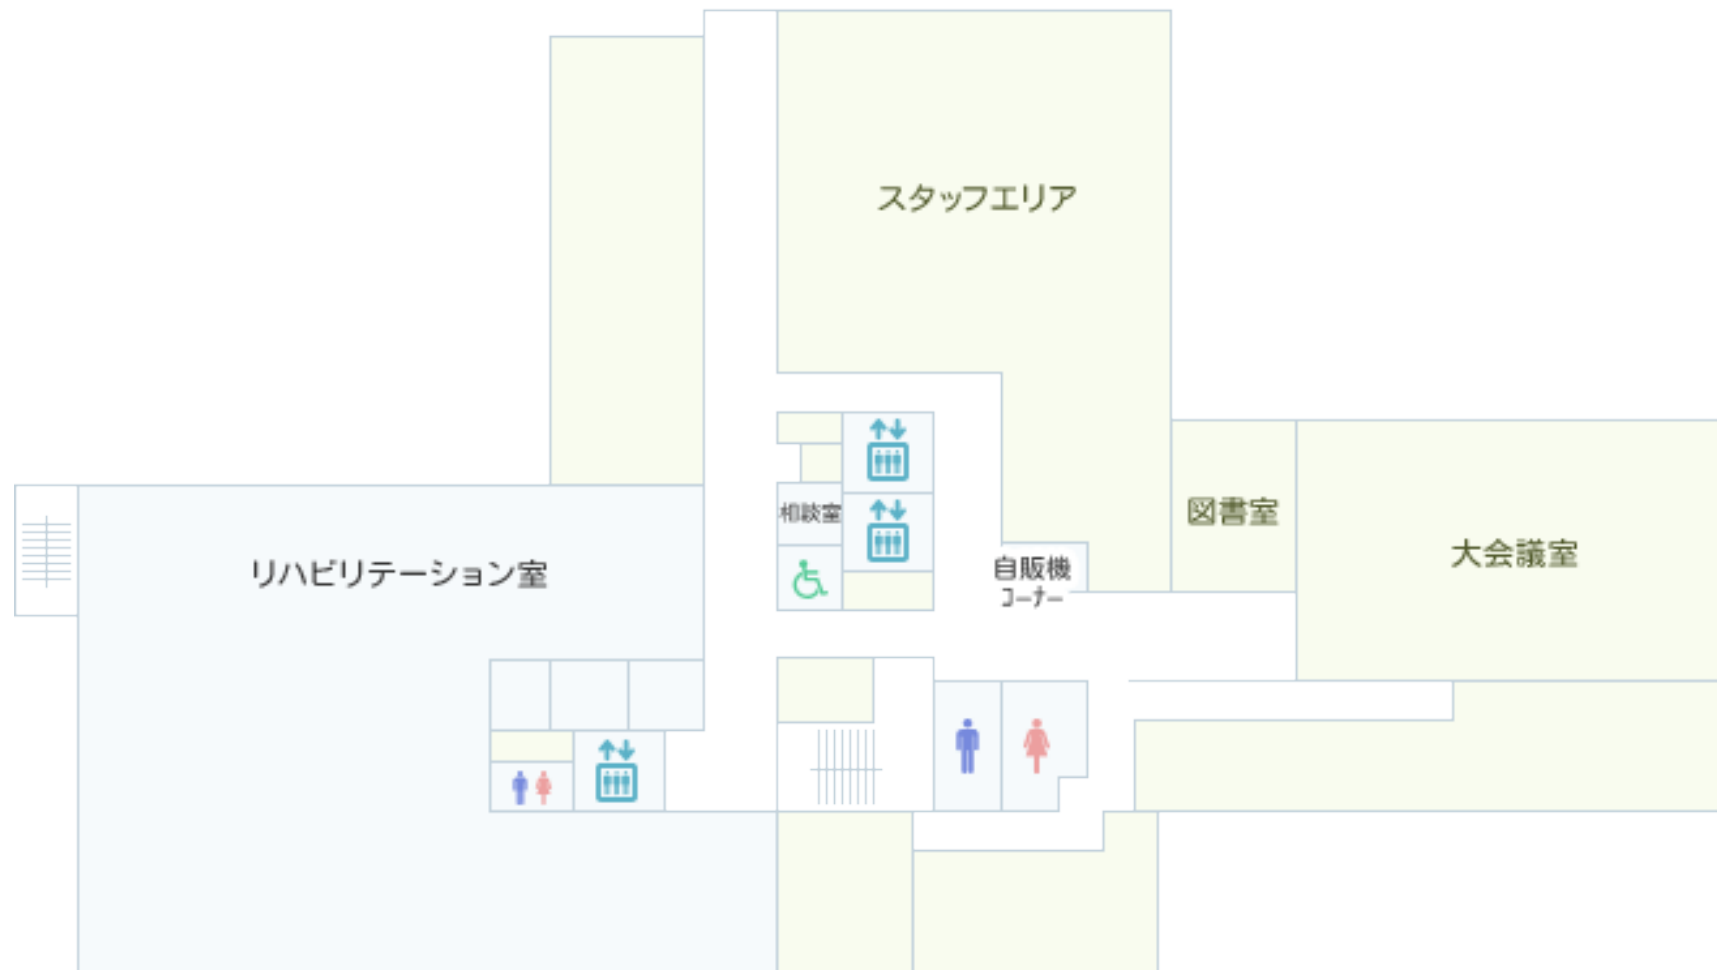 スタッフエリア
相談室
図書室
大会議室
自販機
コーナー
リハビリテーション室